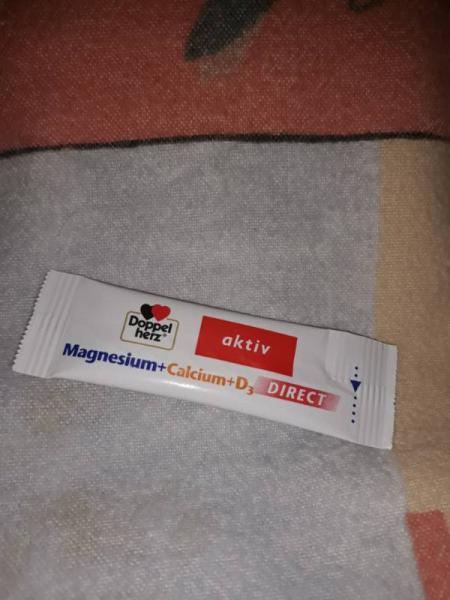 Doppel
herz®
aktiv
Magnesium+Calcium+D3 DIRECT